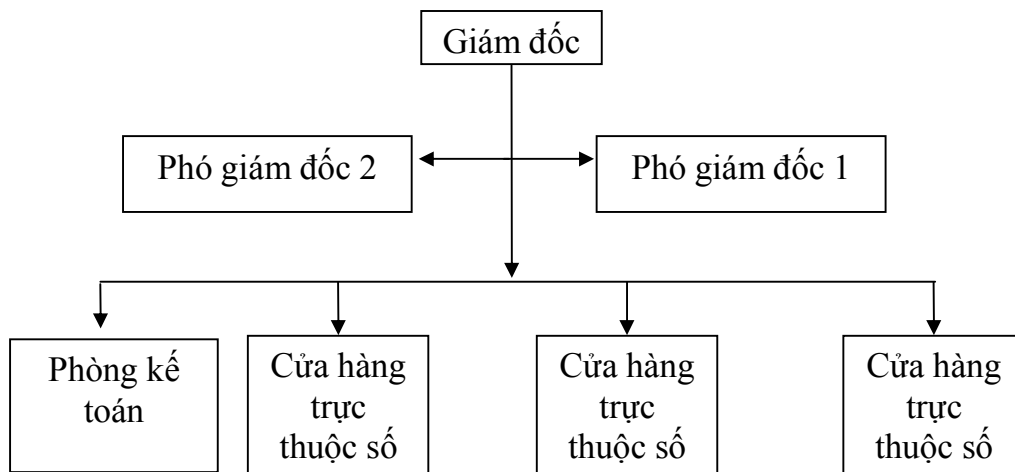 Giám đốc
Phó giám đốc 2
Phó giám đốc 1
Phòng kế
toán
Cửa hàng
trực
thuộc số
Cửa hàng
trực
thuộc số
Cửa hàng
trực
thuộc số